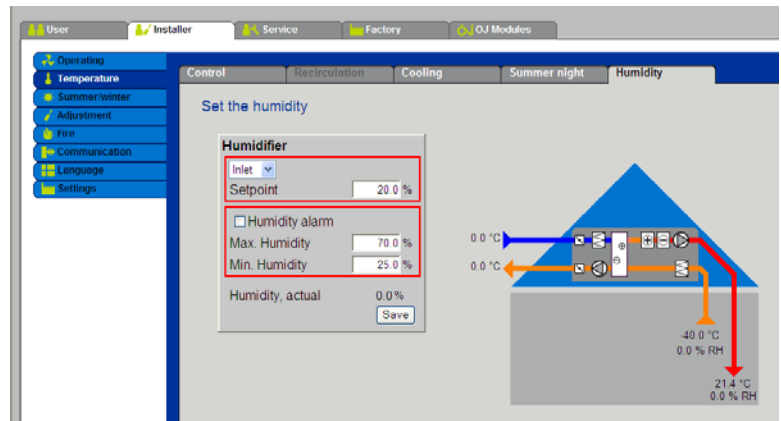 User
Installer
Service
Factory
OJ Modules
Operating
Temperature
Summer/winter
Adjustment
Fire
Communication
Language
Settings
Control
Recirculation
Cooling
Summer night
Humidity
Set the humidity
Humidifier
Inlet
Setpoint 20.0 %
Humidity alarm
Max. Humidity 70.0 %
Min. Humidity 25.0 %
Humidity, actual 0.0%
Save
0.0 °C
0.0 °C
-40.0 °C
0.0 % RH
21.4 °C
0.0 % RH